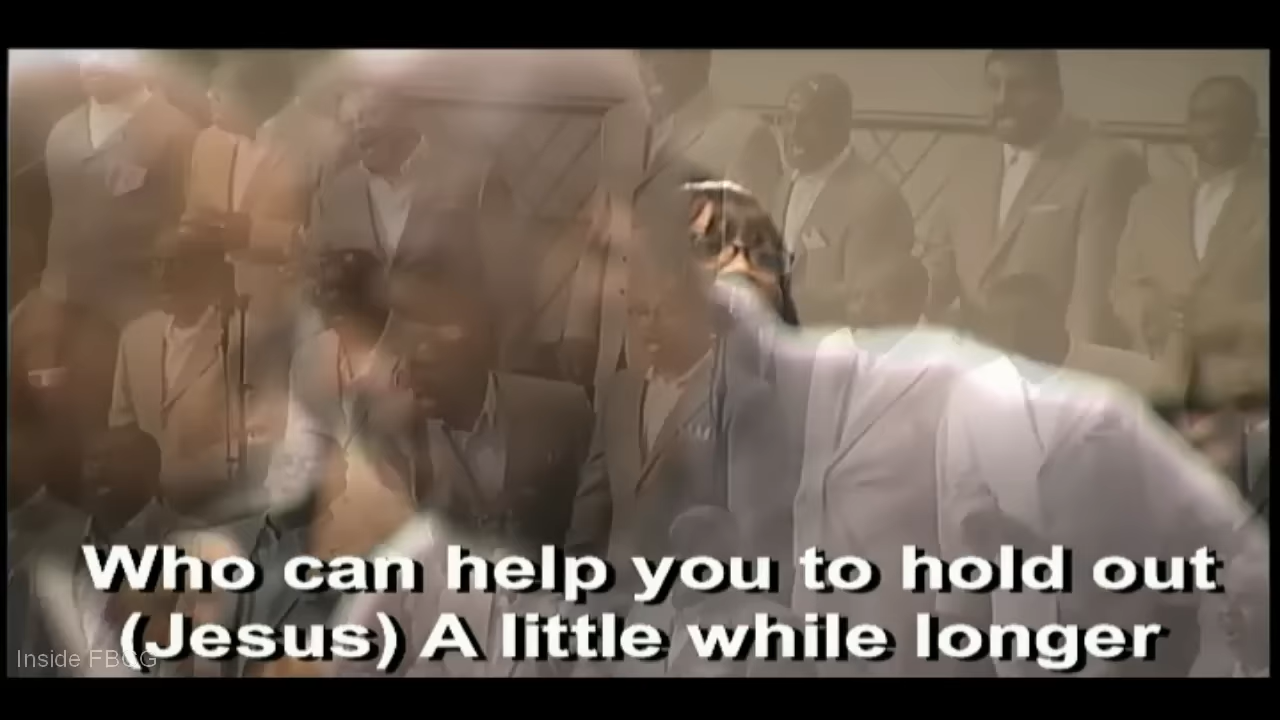 Who can help you to hold out
(Jesus) A little while longer
Inside FBCG